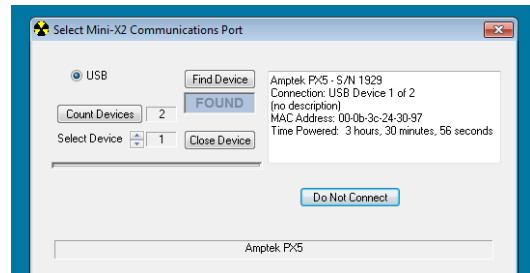 Select Mini-X2 Communications Port
USB
Find Device
FOUND
Count Devices
2
Select Device
1
Close Device
Amptek PX5 - S/N 1929
Connection: USB Device 1 of 2
(no description)
MAC Address: 00-0b-3c-24-30-97
Time Powered: 3 hours, 30 minutes, 56 seconds
Do Not Connect
Amptek PX5